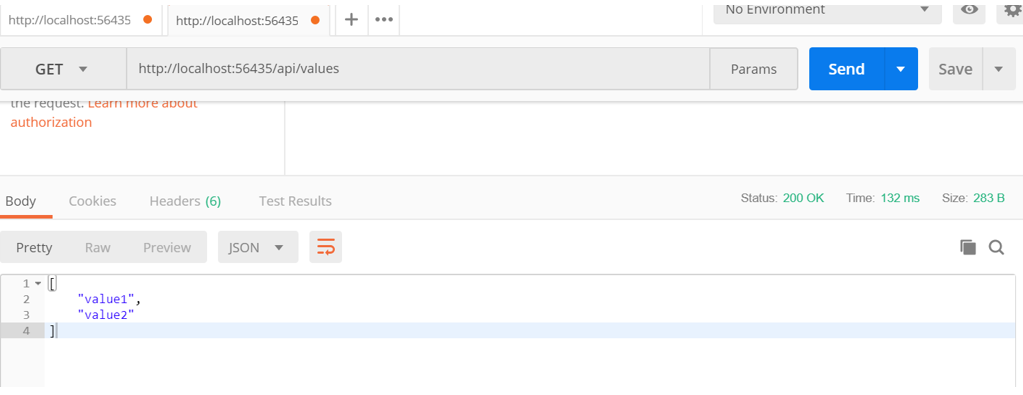 http://localhost:56435 http://localhost:56435 No Environment
GET http://localhost:56435/api/values Params Send Save
the request. Learn more about
authorization
Body Cookies Headers (6) Test Results Status: 200 OK Time: 132 ms Size: 283 B
Pretty Raw Preview JSON
1 [
2 "value1",
3 "value2"
4 ]